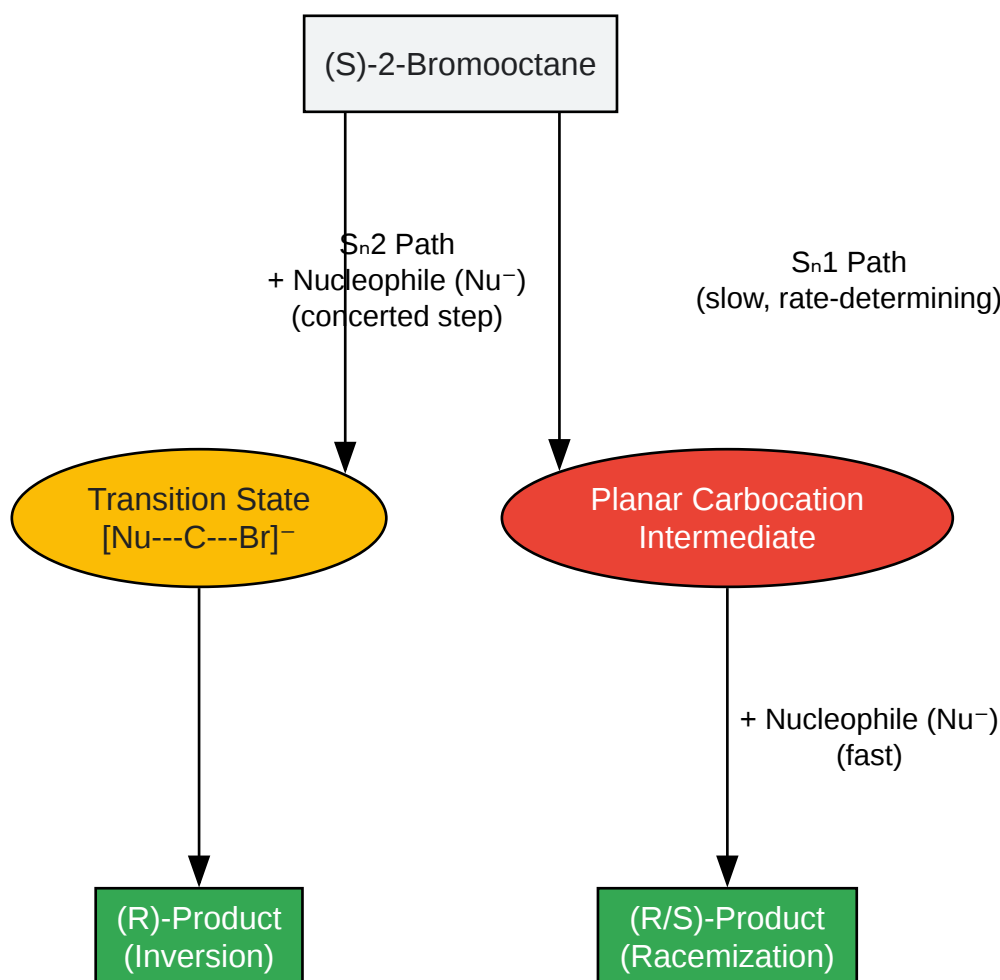 (S)-2-Bromooctane
Sₙ2 Path
+ Nucleophile (Nu⁻)
(concerted step)
Sₙ1 Path
(slow, rate-determining)
Transition State
[Nu---C---Br]⁻
Planar Carbocation
Intermediate
+ Nucleophile (Nu⁻)
(fast)
(R)-Product
(Inversion)
(R/S)-Product
(Racemization)